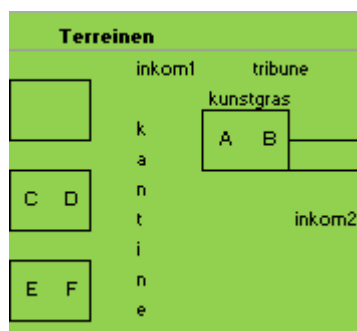 Terreinen
inkom1 tribune
kunstgras
k
a
n
t
i
n
e
A B
C D
inkom2
E F